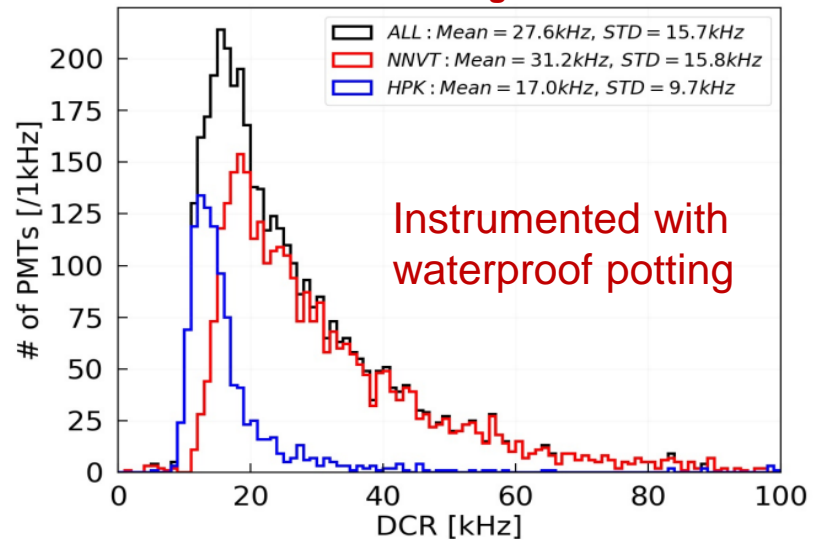 ALL : Mean = 27.6kHz, STD = 15.7kHz
NNVT : Mean = 31.2kHz, STD = 15.8kHz
HPK : Mean = 17.0kHz, STD = 9.7kHz
Instrumented with
waterproof potting
# of PMTs [/1kHz]
200
175
150
125
100
75
50
25
0
0 20 40 60 80 100
DCR [kHz]